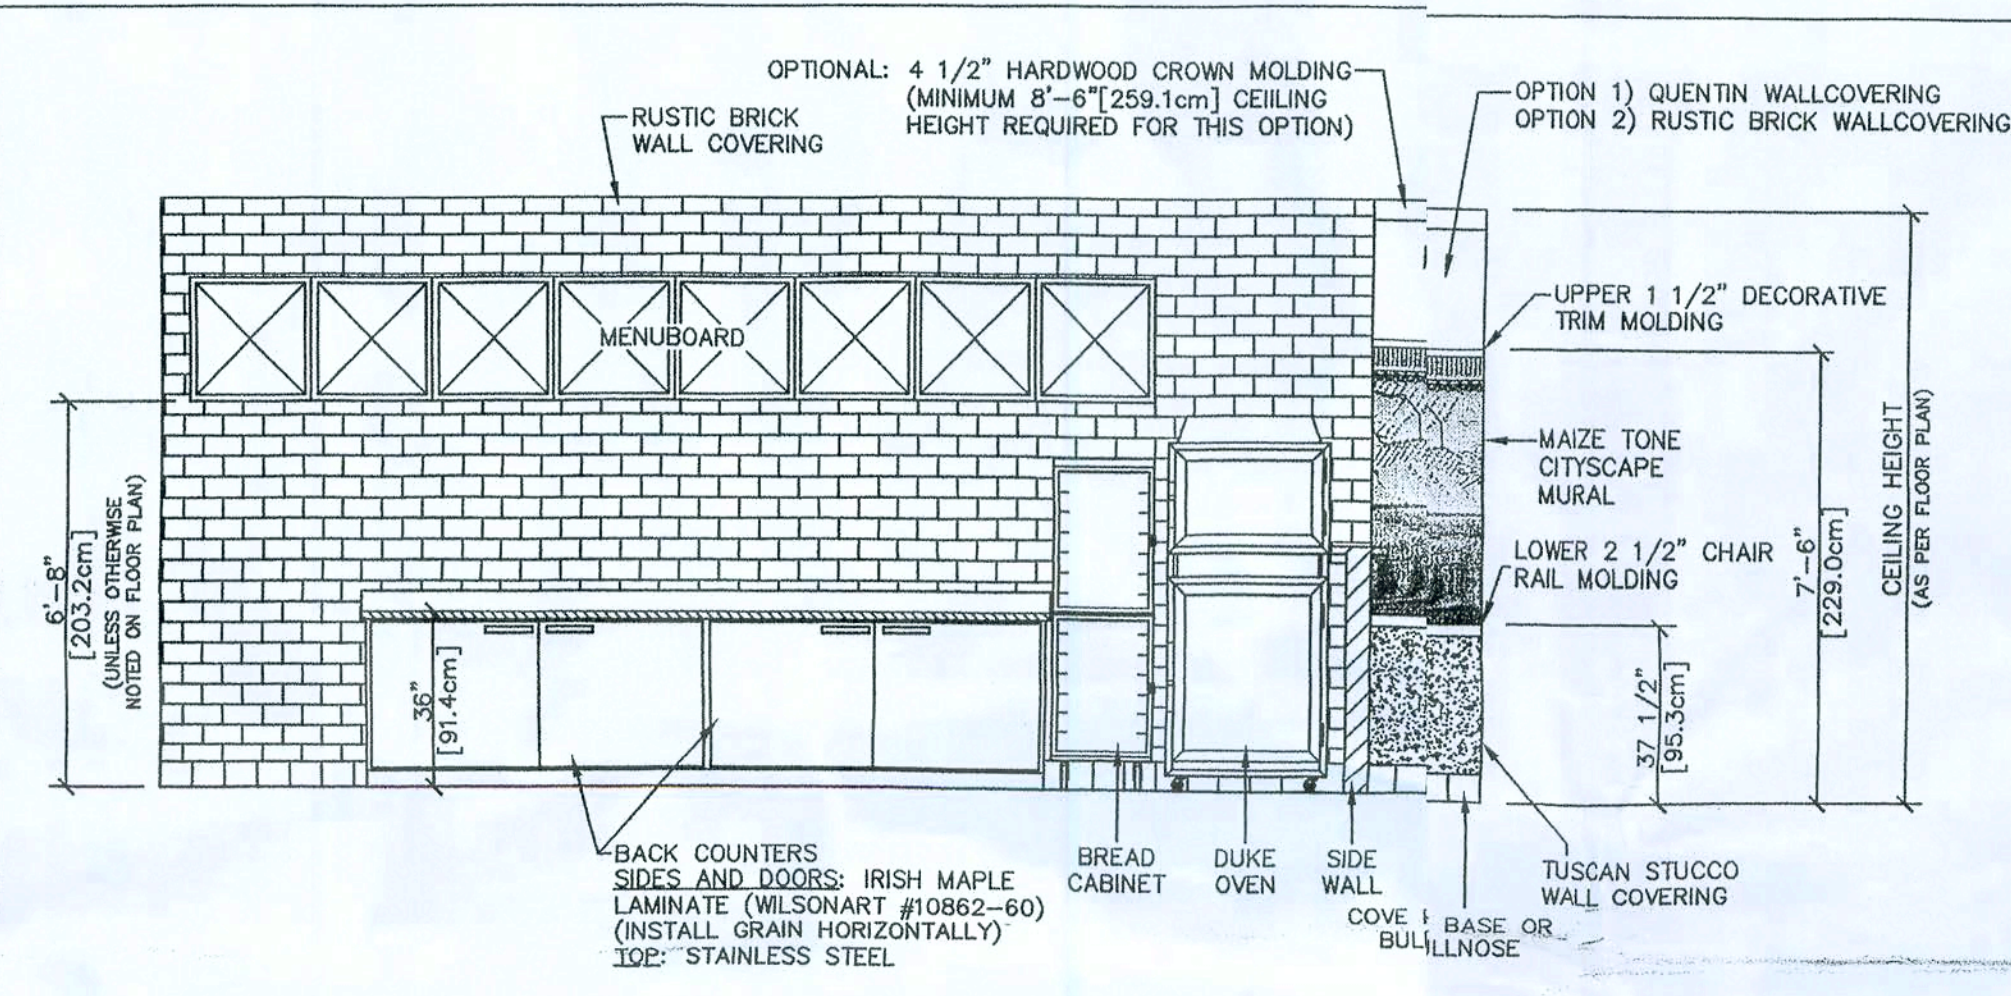 OPTIONAL: 4 1/2" HARDWOOD CROWN MOLDING
(MINIMUM 8'-6"[259.1cm] CEIILING
HEIGHT REQUIRED FOR THIS OPTION)
OPTION 1) QUENTIN WALLCOVERING
OPTION 2) RUSTIC BRICK WALLCOVERING
RUSTIC BRICK
WALL COVERING
UPPER 1 1/2" DECORATIVE
TRIM MOLDING
MENUBOARD
MAIZE TONE
CITYSCAPE
MURAL
LOWER 2 1/2" CHAIR
RAIL MOLDING
6'-8"
[203.2cm]
(UNLESS OTHERWISE
NOTED ON FLOOR PLAN)
36"
[91.4cm]
37 1/2"
[95.3cm]
7'-6"
[229.0cm]
CEILING HEIGHT
(AS PER FLOOR PLAN)
BACK COUNTERS
SIDES AND DOORS: IRISH MAPLE
LAMINATE (WILSONART #10862-60)
(INSTALL GRAIN HORIZONTALLY)
TOP: STAINLESS STEEL
BREAD
CABINET
DUKE
OVEN
SIDE
WALL
COVE BASE OR
BULLNOSE
TUSCAN STUCCO
WALL COVERING